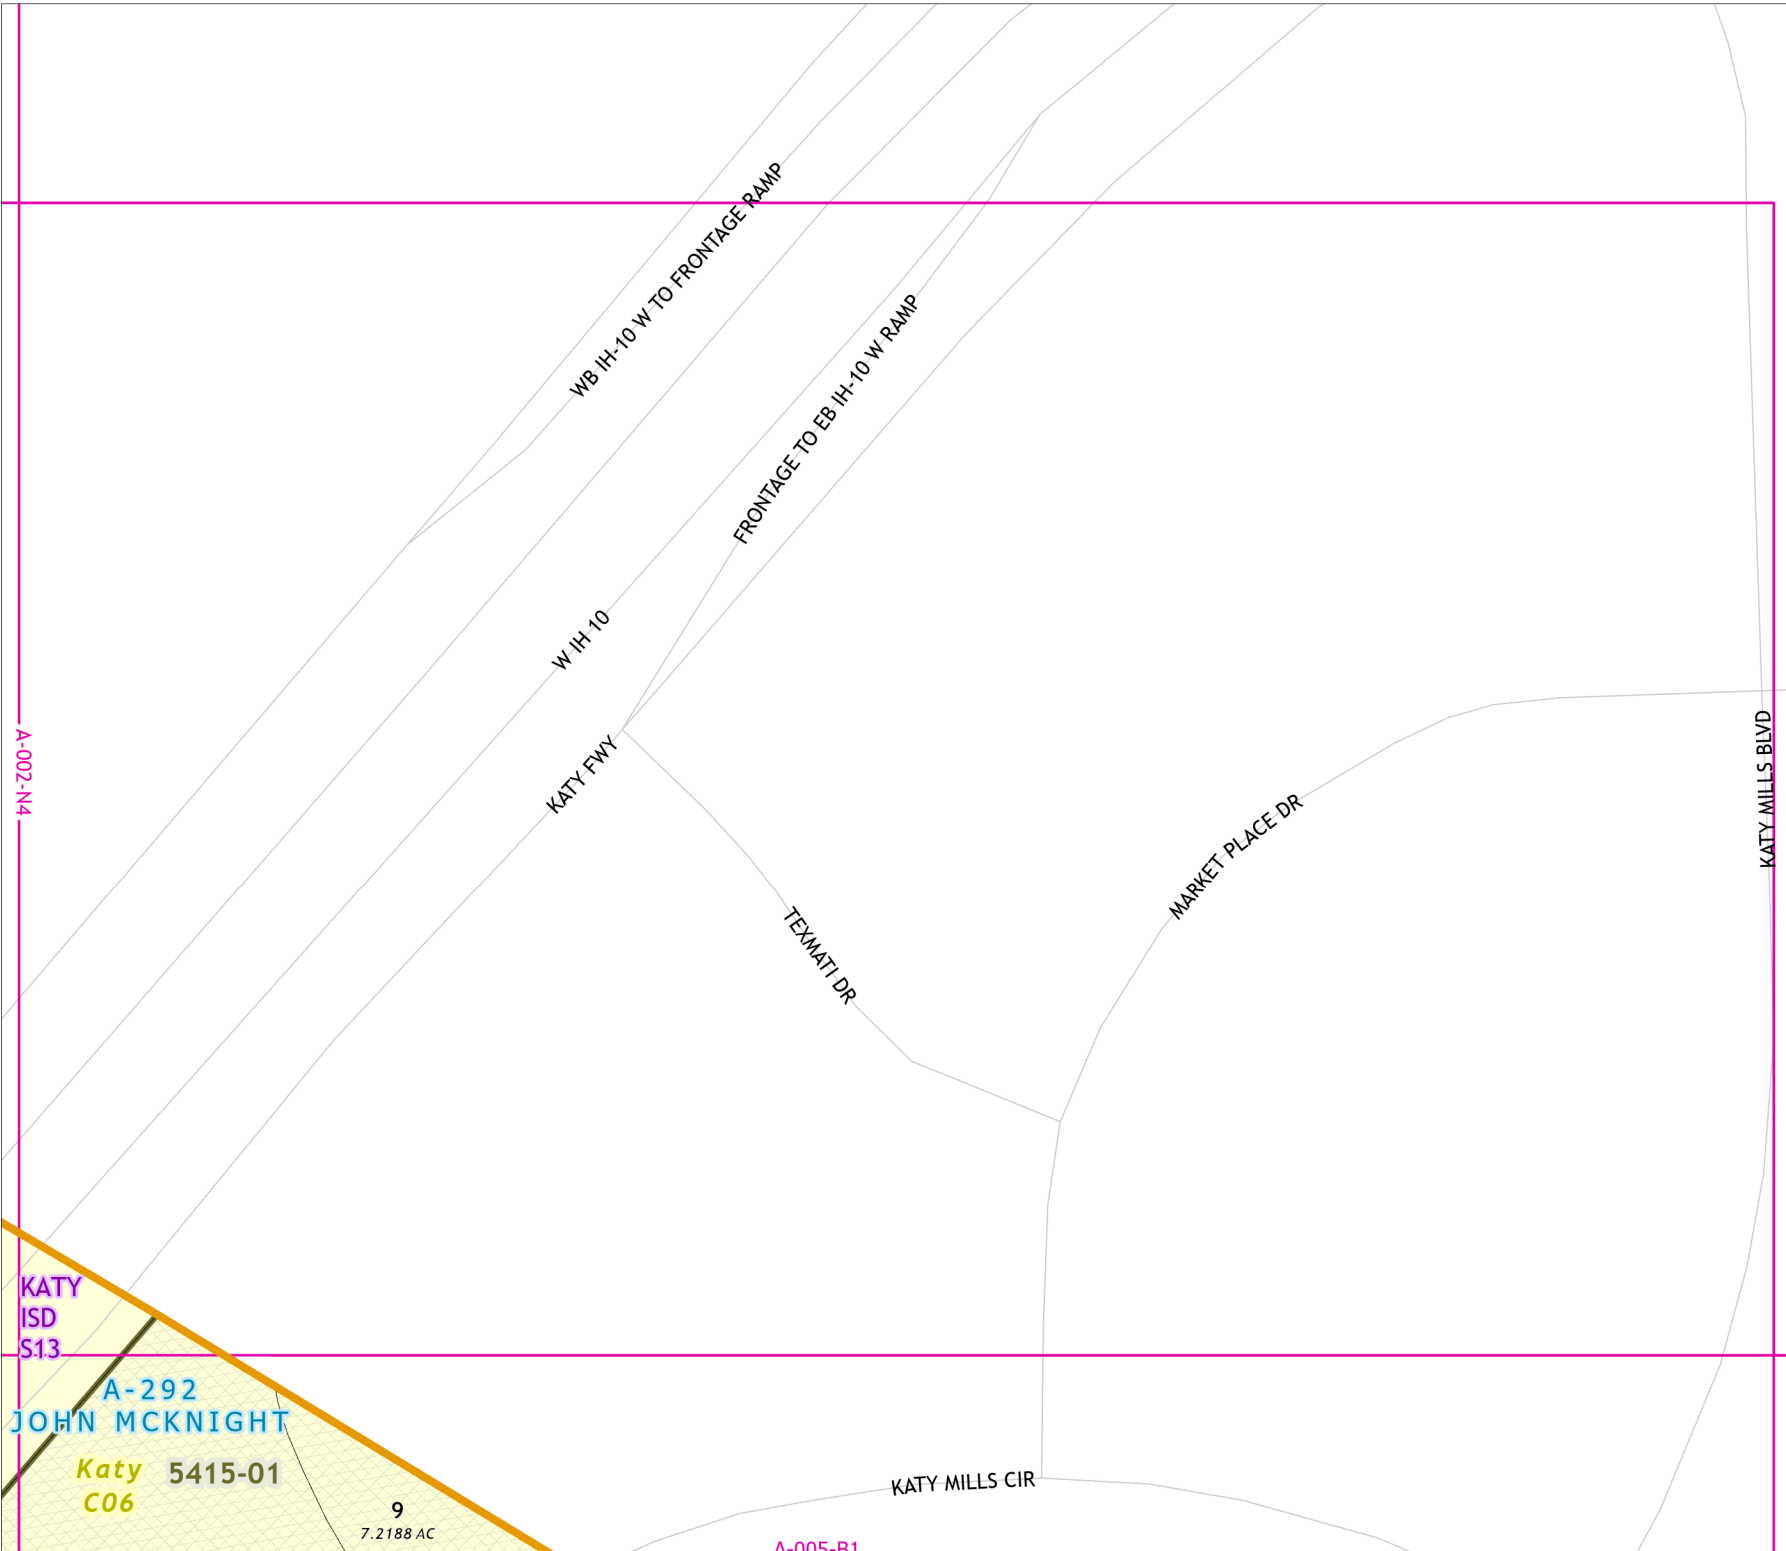 WB IH-10 W TO FRONTAGE RAMP
FRONTAGE TO EB IH-10 W RAMP
W IH 10
KATY FWY
A-002-N4
KATY MILLS BLVD
MARKET PLACE DR
TEXMATI DR
KATY
ISD
S13
A-292
JOHN MCKNIGHT
Katy
C06
5415-01
9
7.2188 AC
KATY MILLS CIR
A-005-B1